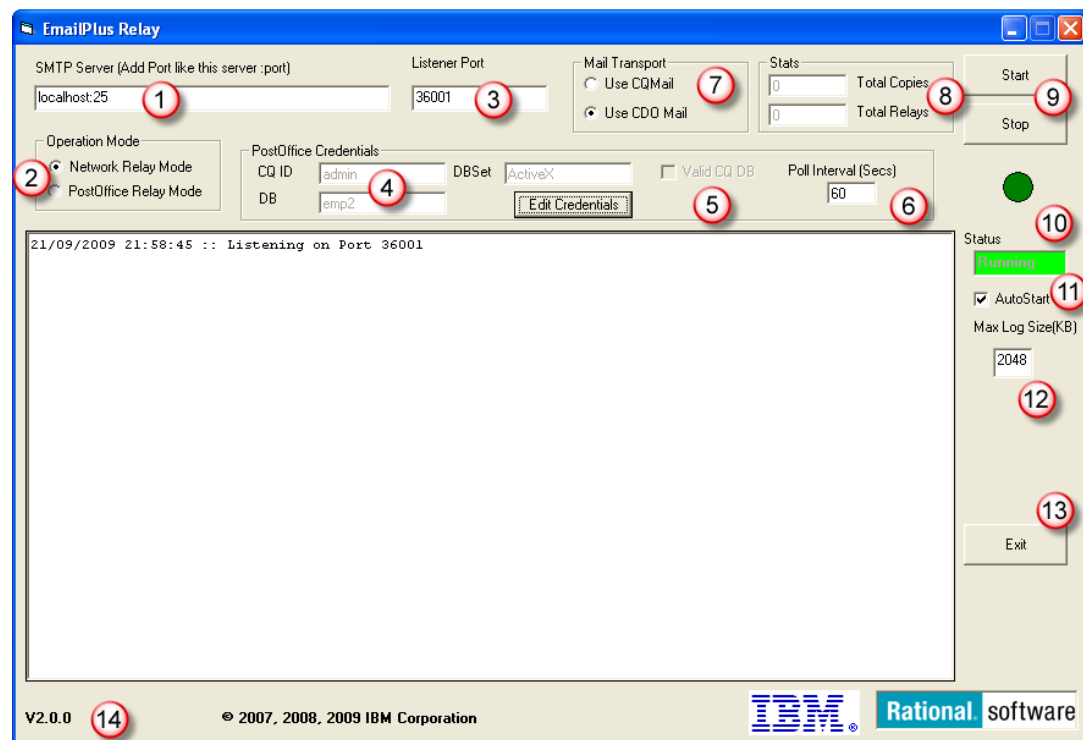 EmailPlus Relay
SMTP Server (Add Port like this server :port)
localhost:25
1
Listener Port
36001
3
Mail Transport
Use CQMail
Use CDO Mail
7
Stats
0 Total Copies
0 Total Relays
8
Start
Stop
9
Operation Mode
Network Relay Mode
PostOffice Relay Mode
2
PostOffice Credentials
CQ ID admin
DB emp2
4
DBSet ActiveX
Edit Credentials
Valid CQ DB
5
Poll Interval (Secs)
60
6
10
21/09/2009 21:58:45 :: Listening on Port 36001
Status
Running
AutoStart
11
Max Log Size(KB)
2048
12
13
Exit
V2.0.0
14
© 2007, 2008, 2009 IBM Corporation
IBM®
Rational. software